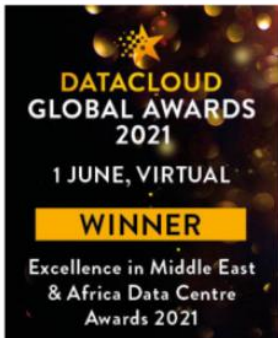 DATACLOUD
GLOBAL AWARDS
2021
1 JUNE, VIRTUAL
WINNER
Excellence in Middle East
& Africa Data Centre
Awards 2021